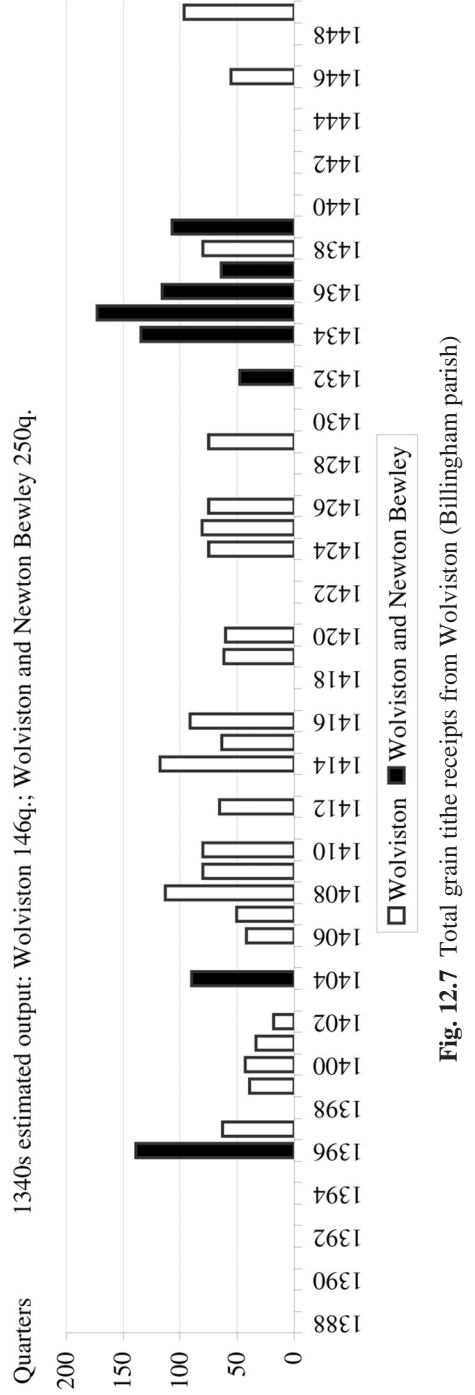 Quarters 1340s estimated output: Wolviston 146q.; Wolviston and Newton Bewley 250q.
200
150
100
50
0
1388 1390 1392 1394 1396 1398 1400 1402 1404 1406 1408 1410 1412 1414 1416 1418 1420 1422 1424 1426 1428 1430 1432 1434 1436 1438 1440 1442 1444 1446 1448
Wolviston Wolviston and Newton Bewley
Fig. 12.7 Total grain tithe receipts from Wolviston (Billingham parish)